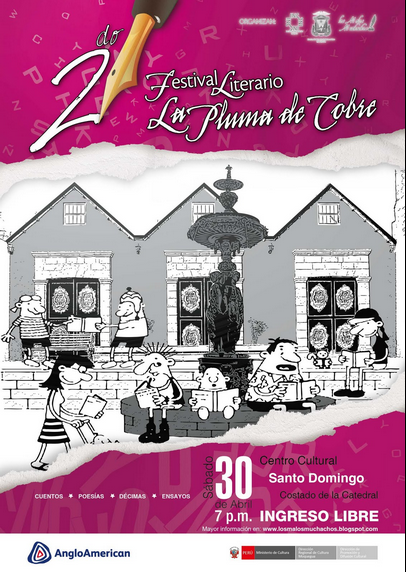 2do
Festival Literario
La Pluma de Cobre
ORGANIZAN:
CUENTOS ★ POESÍAS ★ DÉCIMAS ★ ENSAYOS
Sábado
30
de Abril
7 p.m.
Centro Cultural
Santo Domingo
Costado de la Catedral
INGRESO LIBRE
Mayor información en: www.losmalosmuchachos.blogspot.com
AngloAmerican
PERÚ Ministerio de Cultura